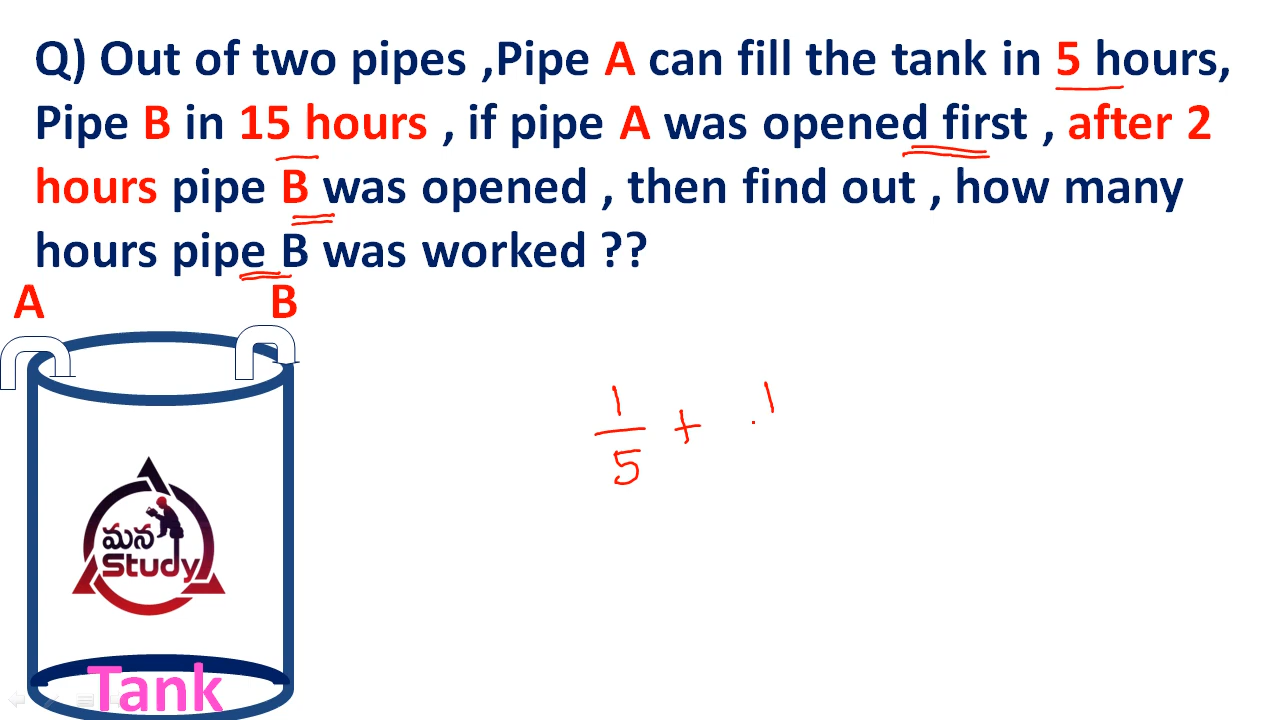 Q) Out of two pipes ,Pipe A can fill the tank in 5 hours,
Pipe B in 15 hours , if pipe A was opened first , after 2
hours pipe B was opened , then find out , how many
hours pipe B was worked ??
A B
1 1
+
5
మన
Study
Tank